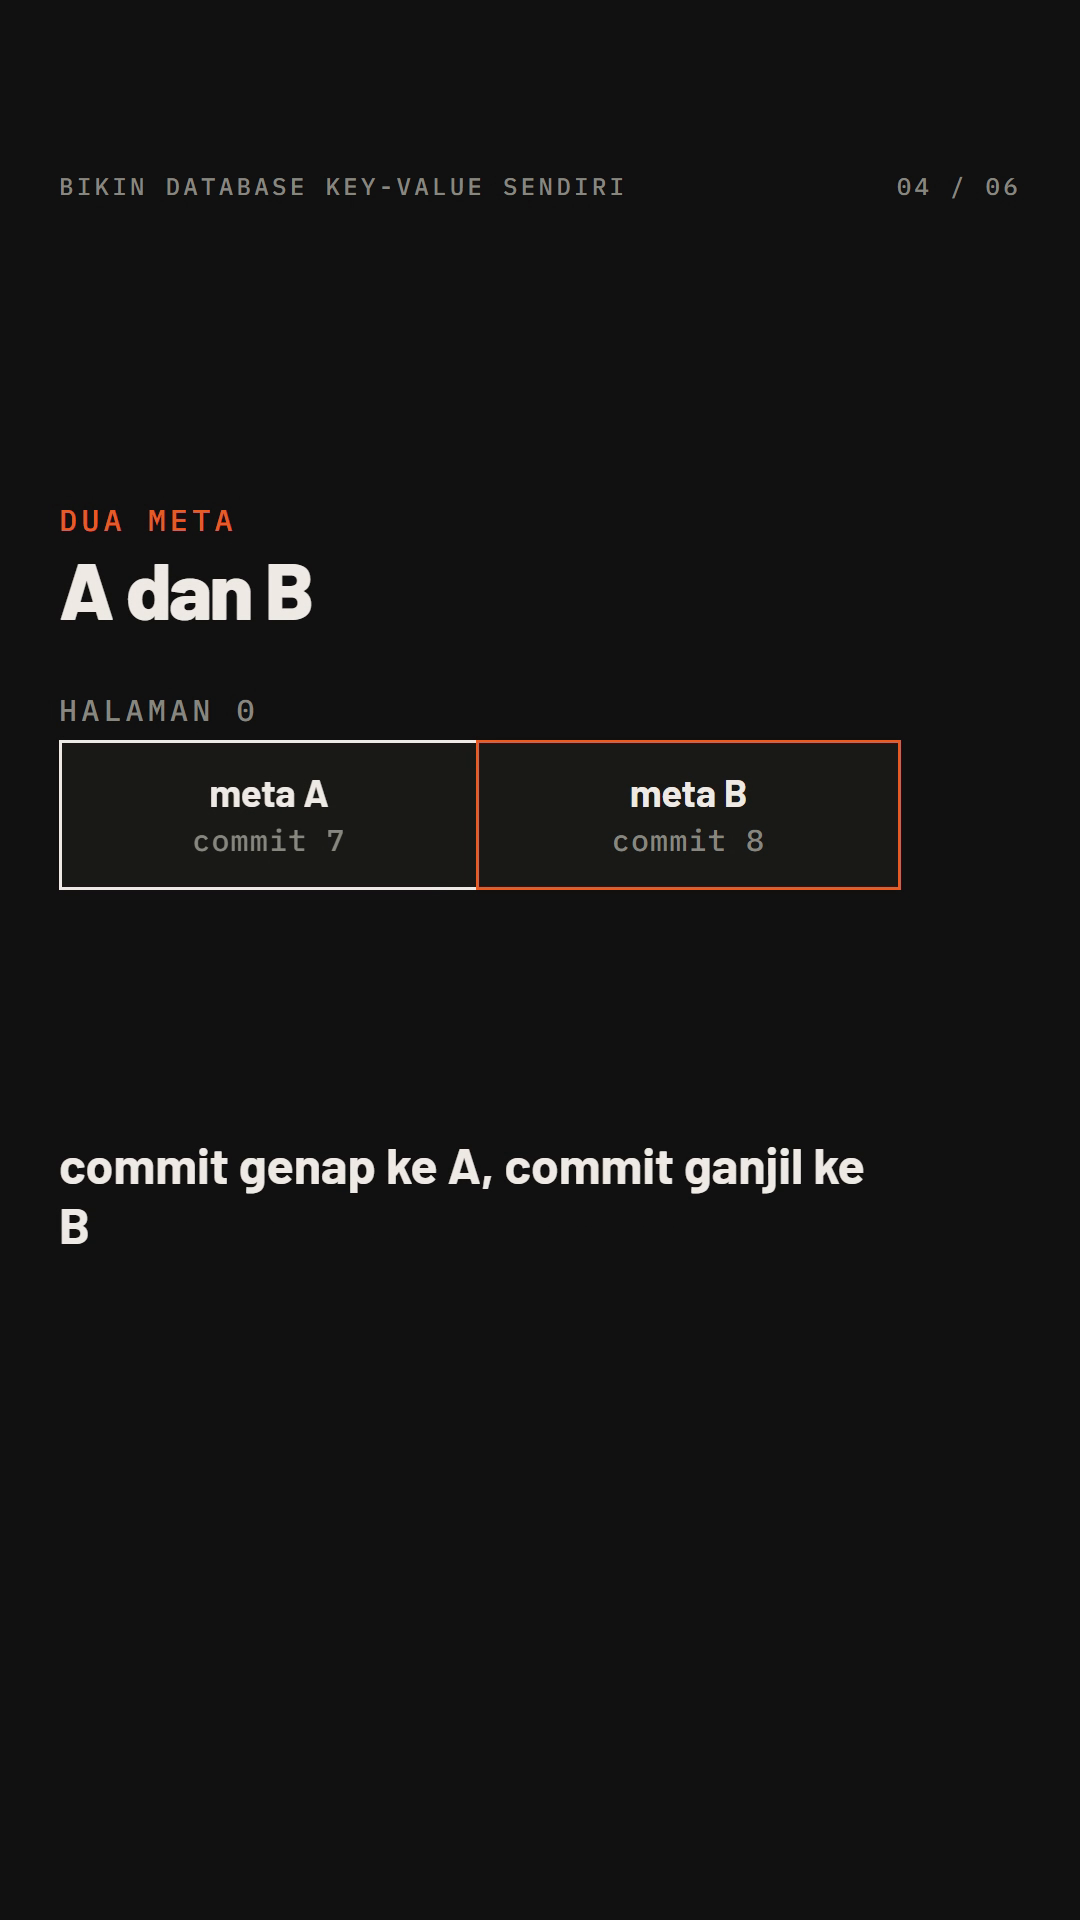 BIKIN DATABASE KEY-VALUE SENDIRI
04 / 06
DUA META
A dan B
HALAMAN 0
meta A
commit 7
meta B
commit 8
commit genap ke A, commit ganjil ke
B